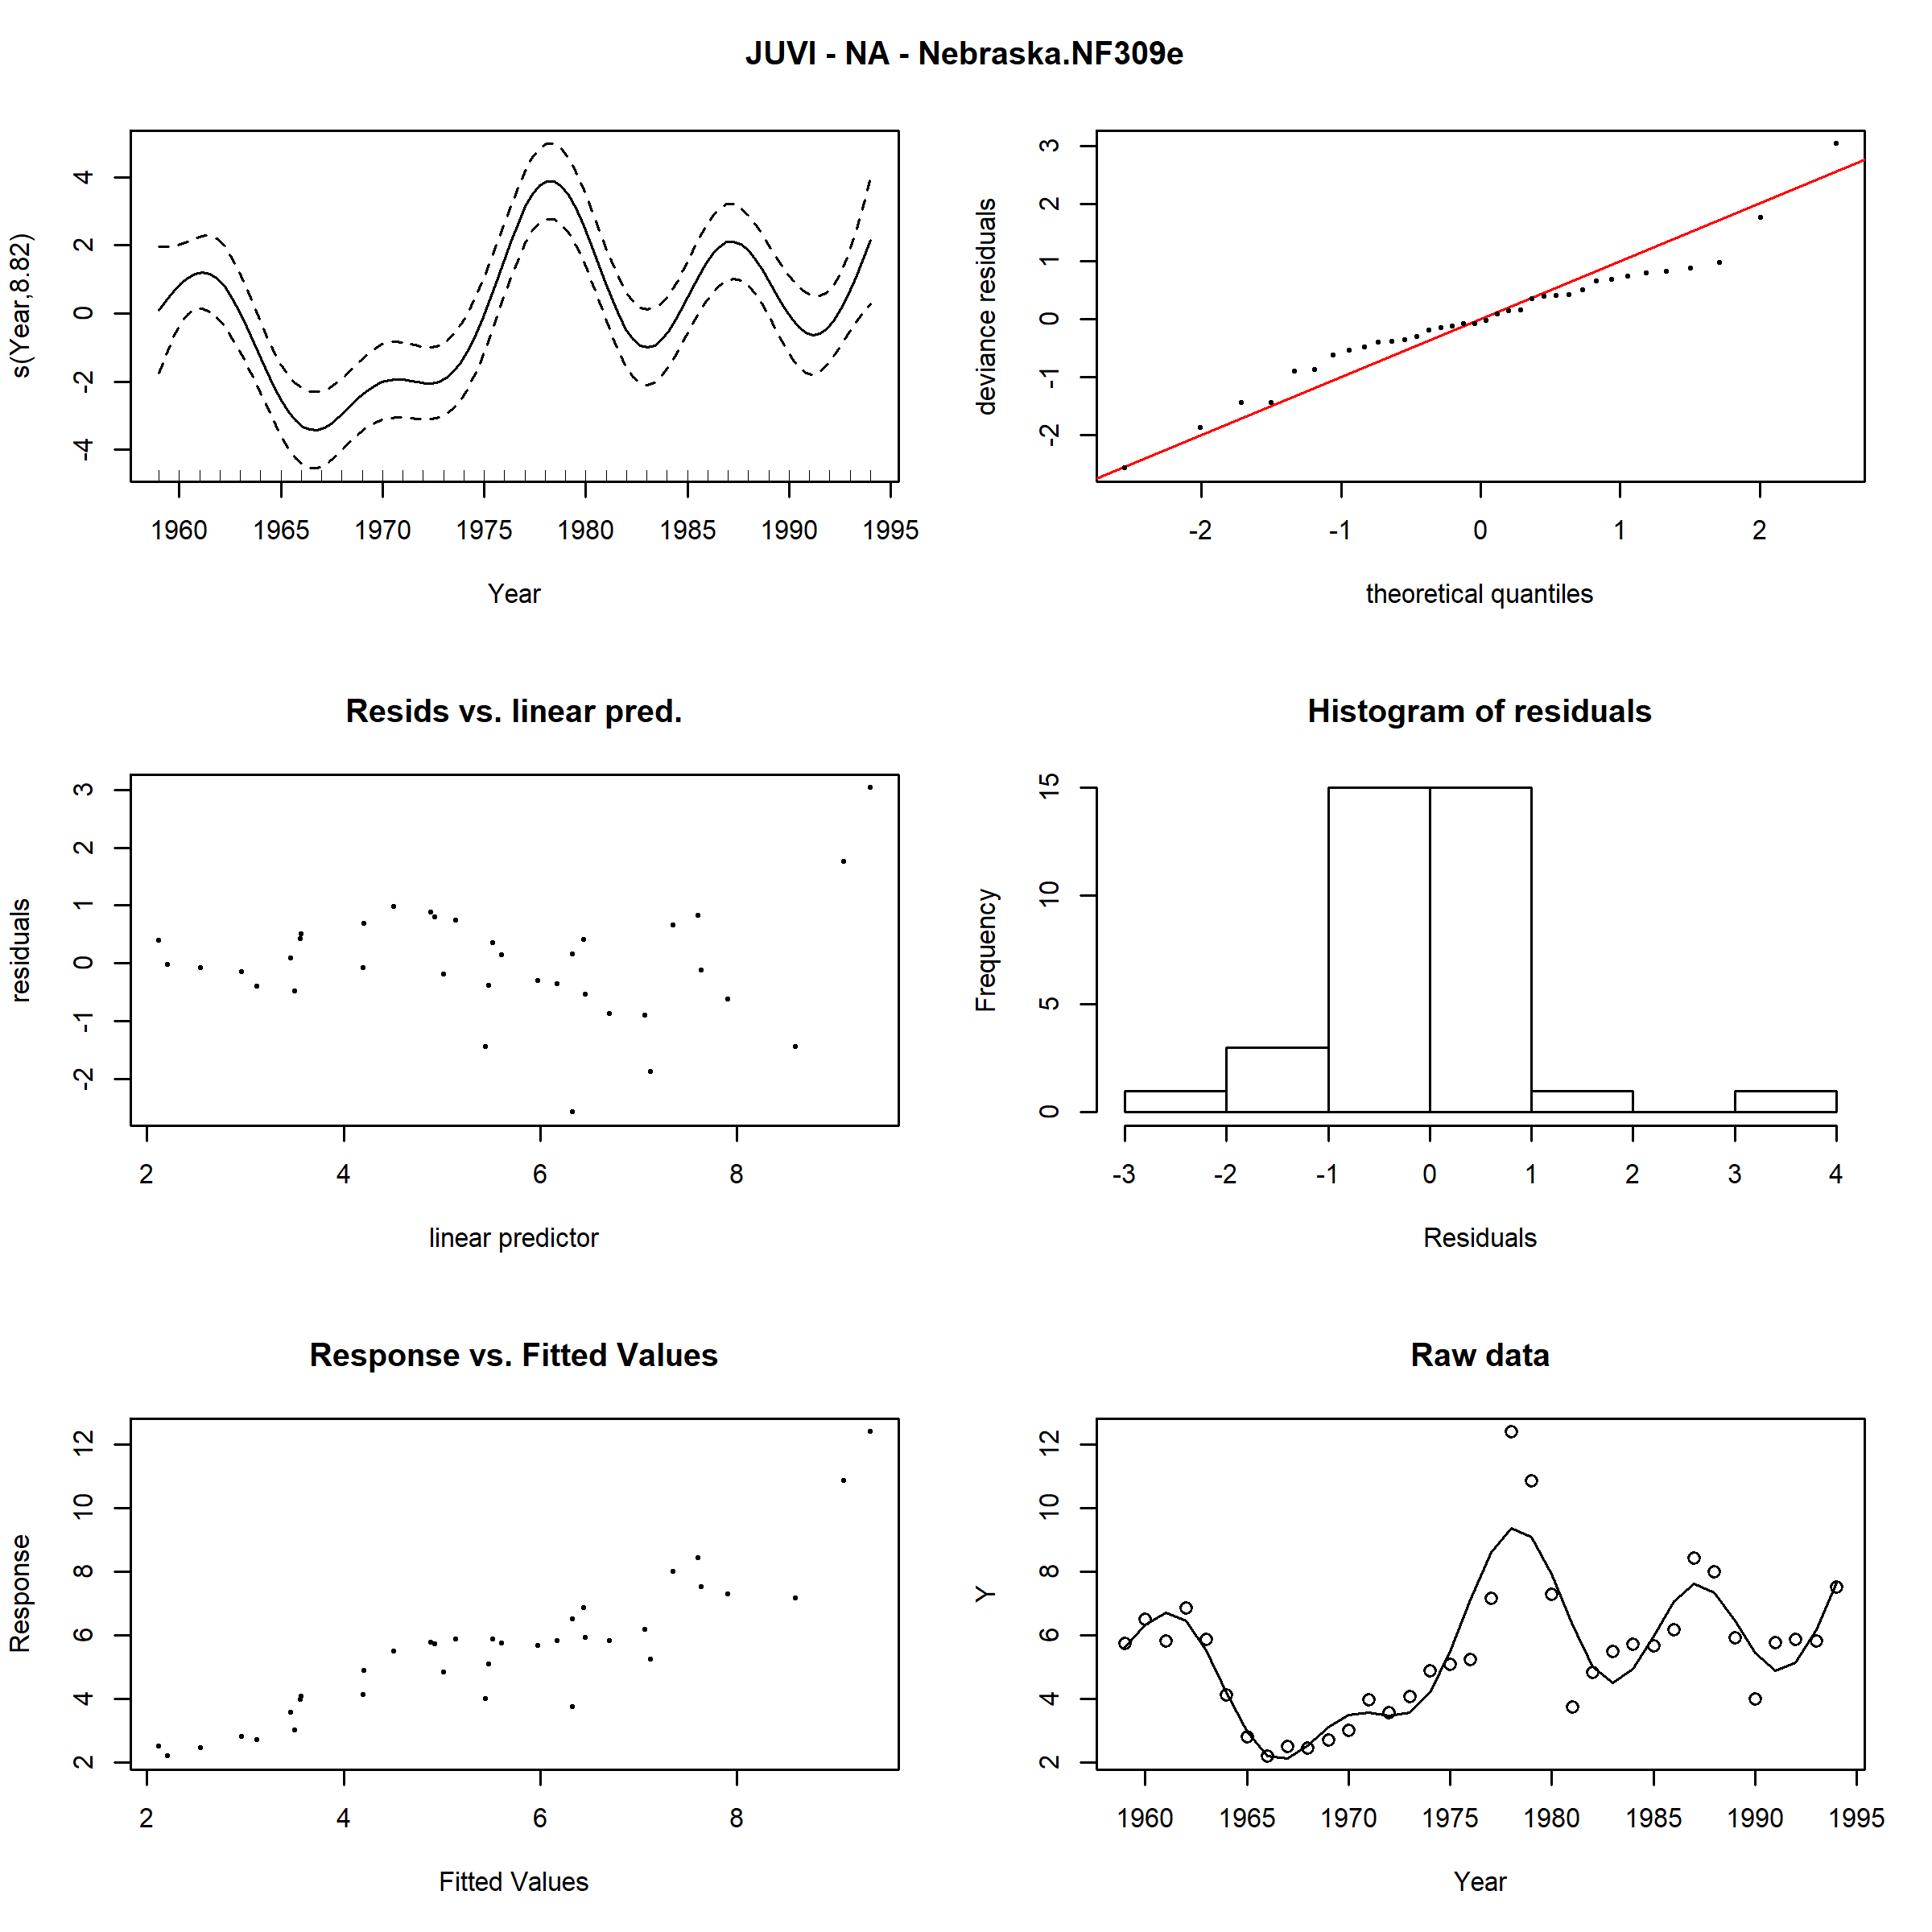 JUVI - NA - Nebraska.NF309e
s(Year,8.82)
4
2
0
-2
-4
1960 1965 1970 1975 1980 1985 1990 1995
Year
deviance residuals
3
2
1
0
-1
-2
-2 -1 0 1 2
theoretical quantiles
Resids vs. linear pred.
residuals
3
2
1
0
-1
-2
2 4 6 8
linear predictor
Histogram of residuals
Frequency
15
10
5
0
-3 -2 -1 0 1 2 3 4
Residuals
Response vs. Fitted Values
Response
12
10
8
6
4
2
2 4 6 8
Fitted Values
Raw data
Y
12
10
8
6
4
2
1960 1965 1970 1975 1980 1985 1990 1995
Year